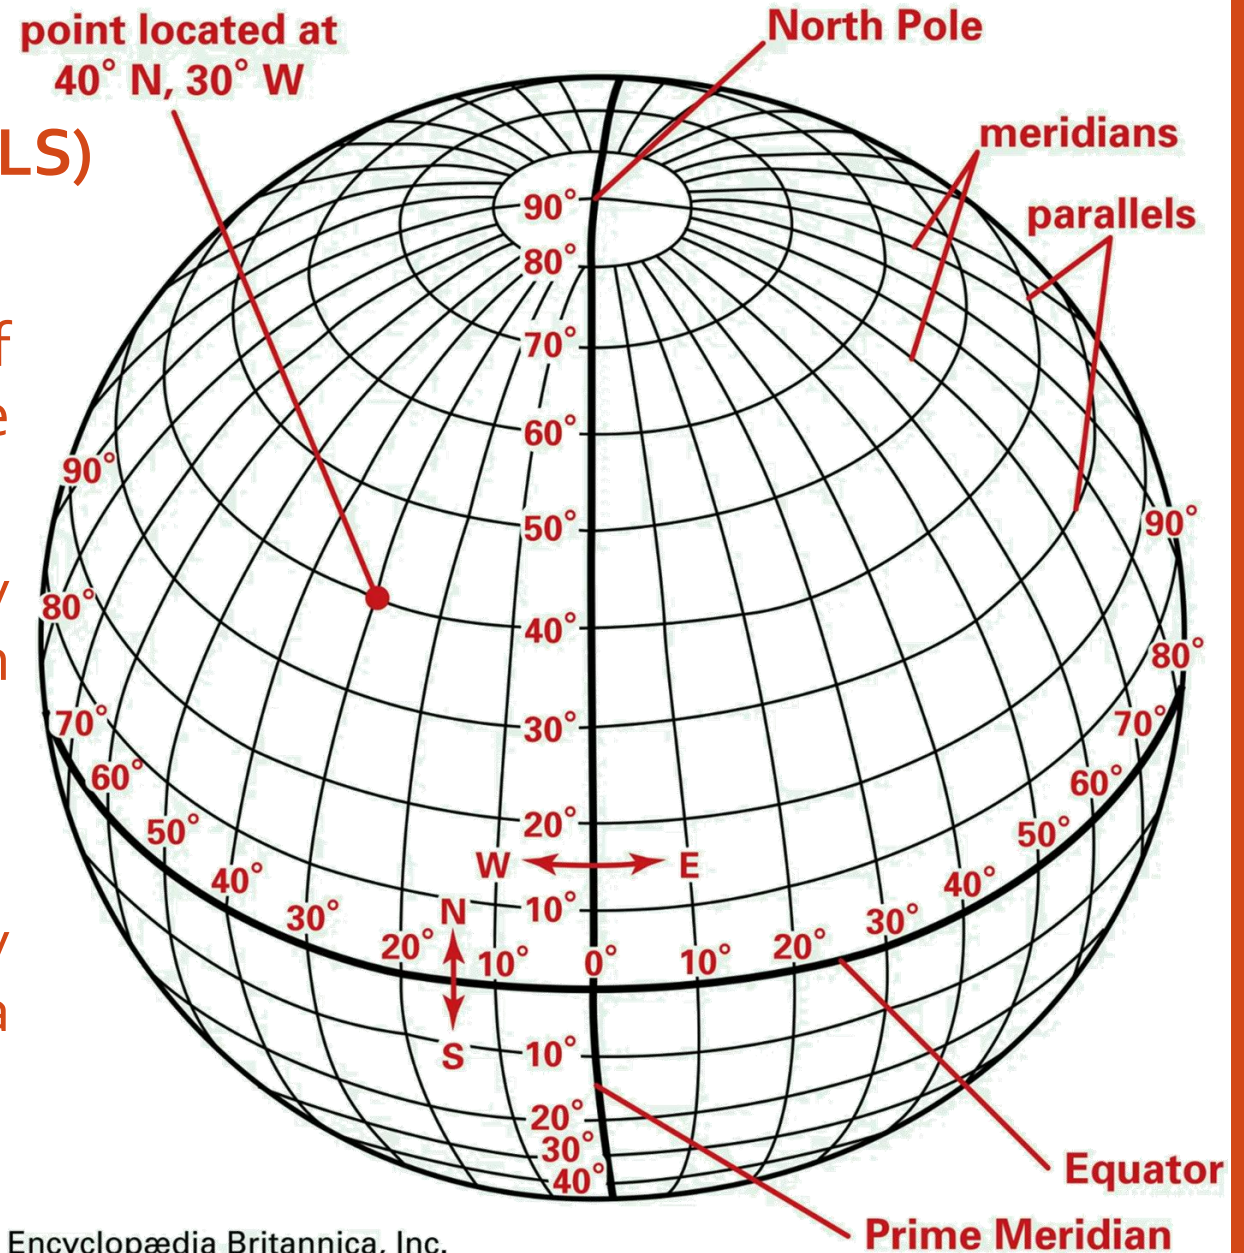 point located at
40° N, 30° W
North Pole
LS)
meridians
parallels
f
e
y
n
y
a
90°
80°
70°
60°
50°
40°
30°
20°
10°
90°
80°
70°
60°
50°
40°
30°
20°
10°
0°
10°
20°
30°
40°
50°
60°
70°
80°
90°
W
E
N
S
10°
20°
30°
40°
Equator
Prime Meridian
Encyclopædia Britannica, Inc.